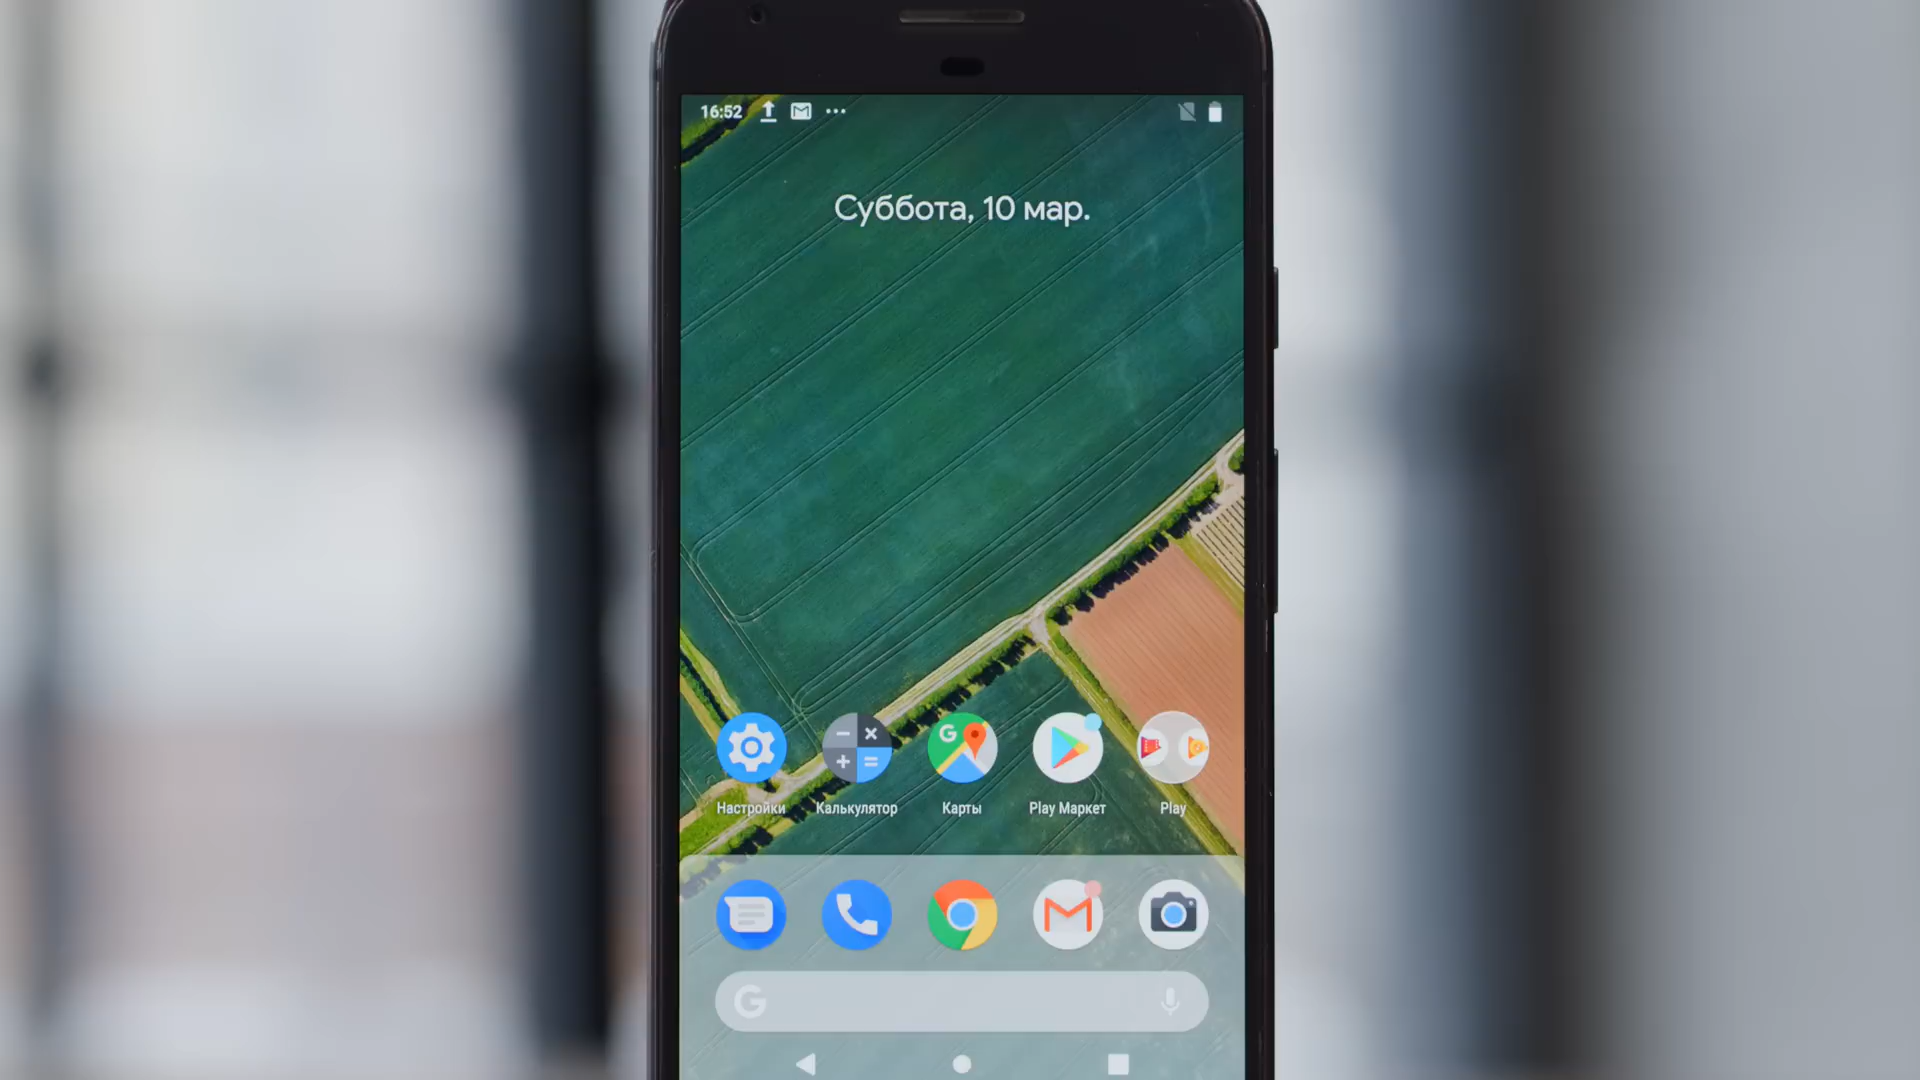 16:52
Суббота, 10 мар.
Настройки Калькулятор Карты Play Маркет Play